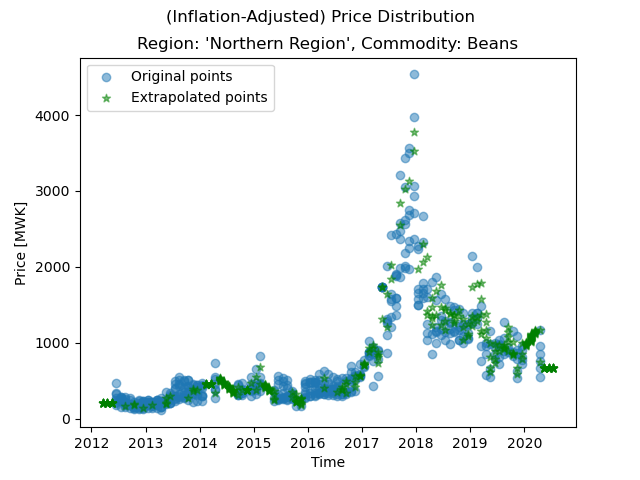 (Inflation-Adjusted) Price Distribution
Region: 'Northern Region', Commodity: Beans
Original points
Extrapolated points
4000
3000
2000
1000
0
Price [MWK]
2012 2013 2014 2015 2016 2017 2018 2019 2020
Time